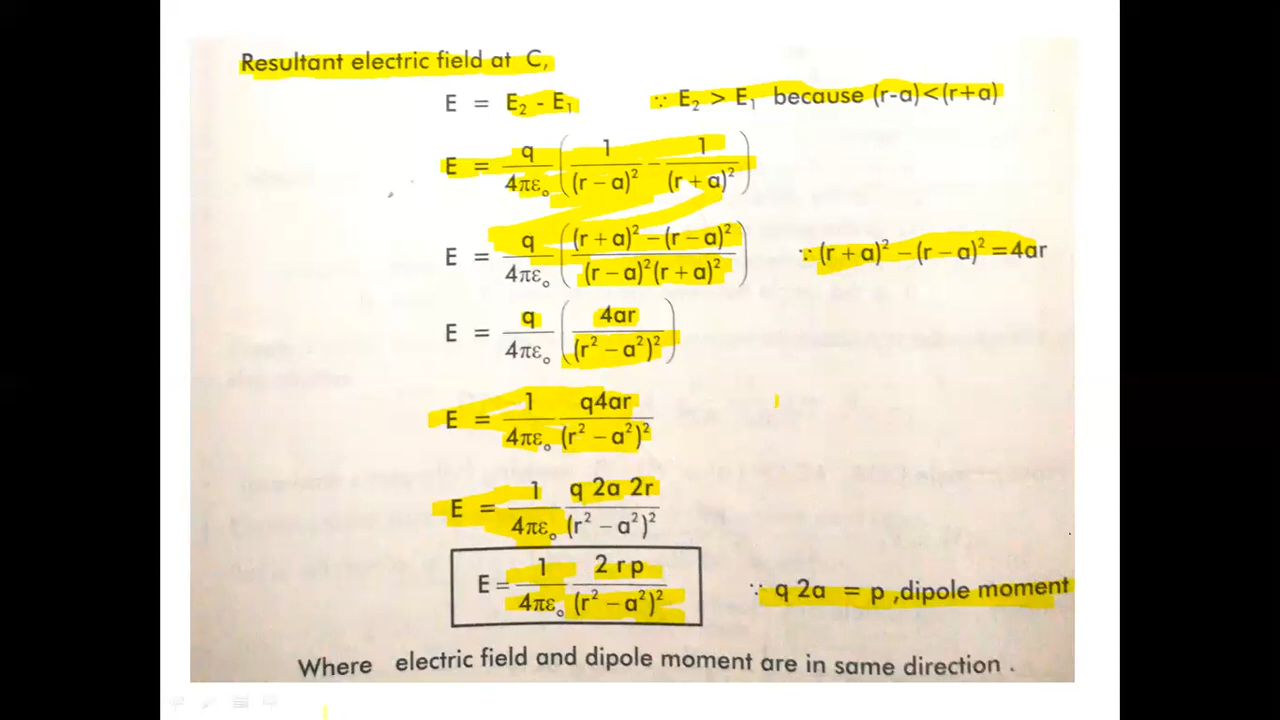 Resultant electric field at C,
E = E₂ - E₁ ∵ E₂ > E₁ because (r-a)<(r+a)
E = q/4πε₀ (1/(r − a)² − 1/(r + a)²)
E = q/4πε₀ ((r + a)² − (r − a)²/(r − a)²(r + a)²) ∵ (r + a)² − (r − a)² = 4ar
E = q/4πε₀ (4ar/(r² − a²)²)
E = 1/4πε₀ q4ar/(r² − a²)²
E = 1/4πε₀ q 2a 2r/(r² − a²)²
E = 1/4πε₀ 2 r p/(r² − a²)² ∵ q 2a = p ,dipole moment
Where electric field and dipole moment are in same direction .